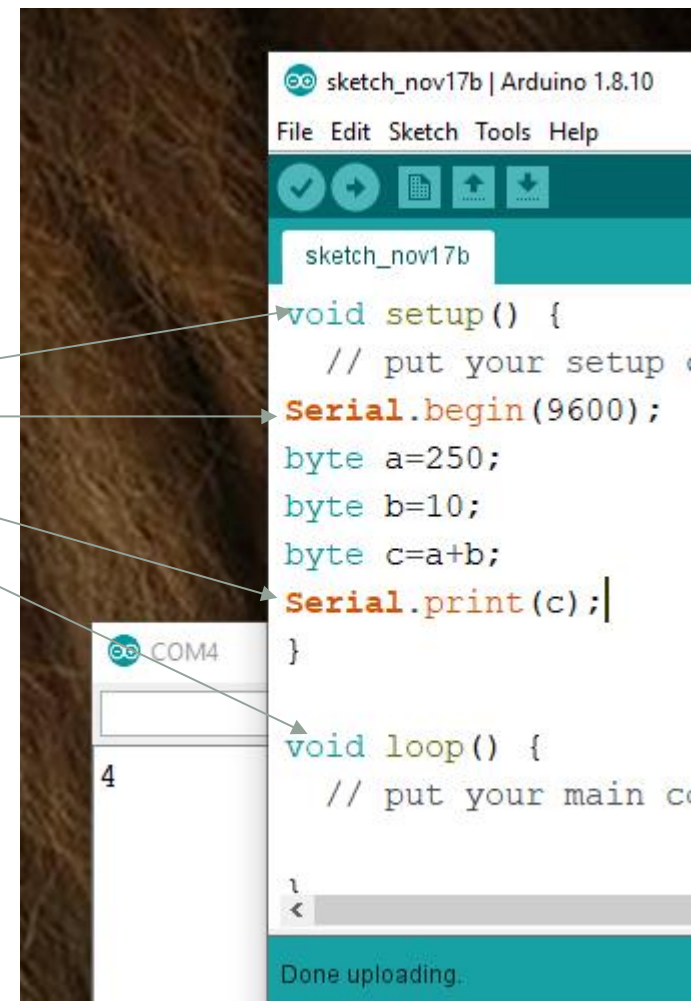 sketch_nov17b | Arduino 1.8.10
File Edit Sketch Tools Help
sketch_nov17b
void setup() {
// put your setup
Serial.begin(9600);
byte a=250;
byte b=10;
byte c=a+b;
Serial.print(c);
}
void loop() {
// put your main
}
Done uploading.
COM4
4